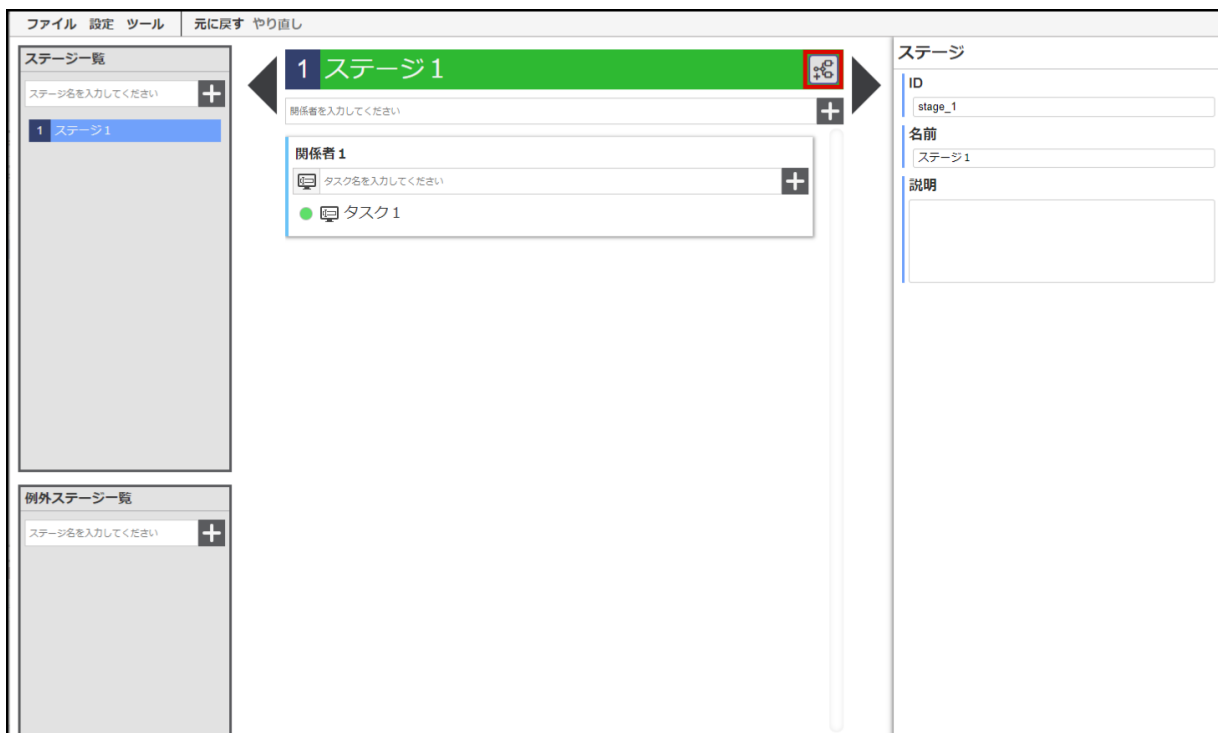 ファイル 設定 ツール 元に戻す やり直し
ステージ一覧
ステージ名を入力してください
1 ステージ1
例外ステージ一覧
ステージ名を入力してください
1 ステージ1
関係者を入力してください
関係者1
タスク名を入力してください
タスク1
ステージ
ID
stage_1
名前
ステージ1
説明